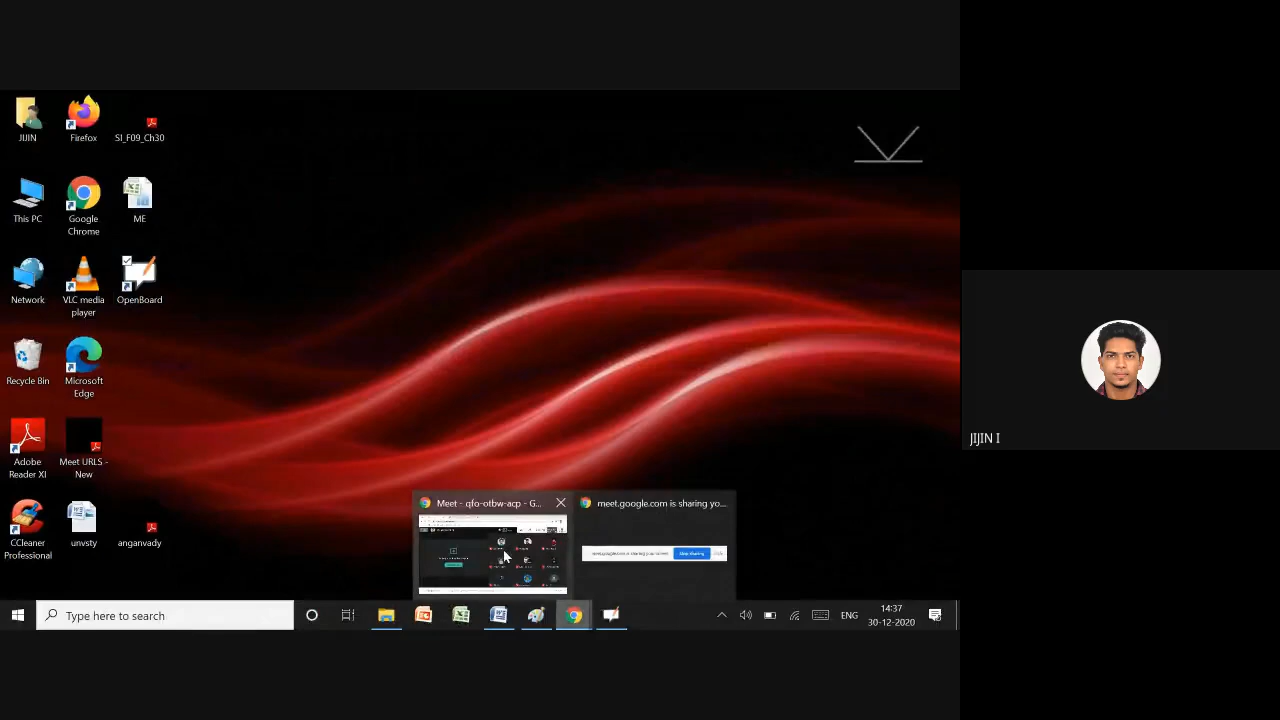 JIJIN
Firefox
SI_F09_Ch30
This PC
Google
Chrome
ME
Network
VLC media
player
OpenBoard
Recycle Bin
Microsoft
Edge
Adobe
Reader XI
Meet URLS -
New
CCleaner
Professional
unvsty
anganvady
Meet - qfo-otbw-acp - G...
meet.google.com is sharing yo...
Type here to search
ENG
14:37
30-12-2020
JIJIN I